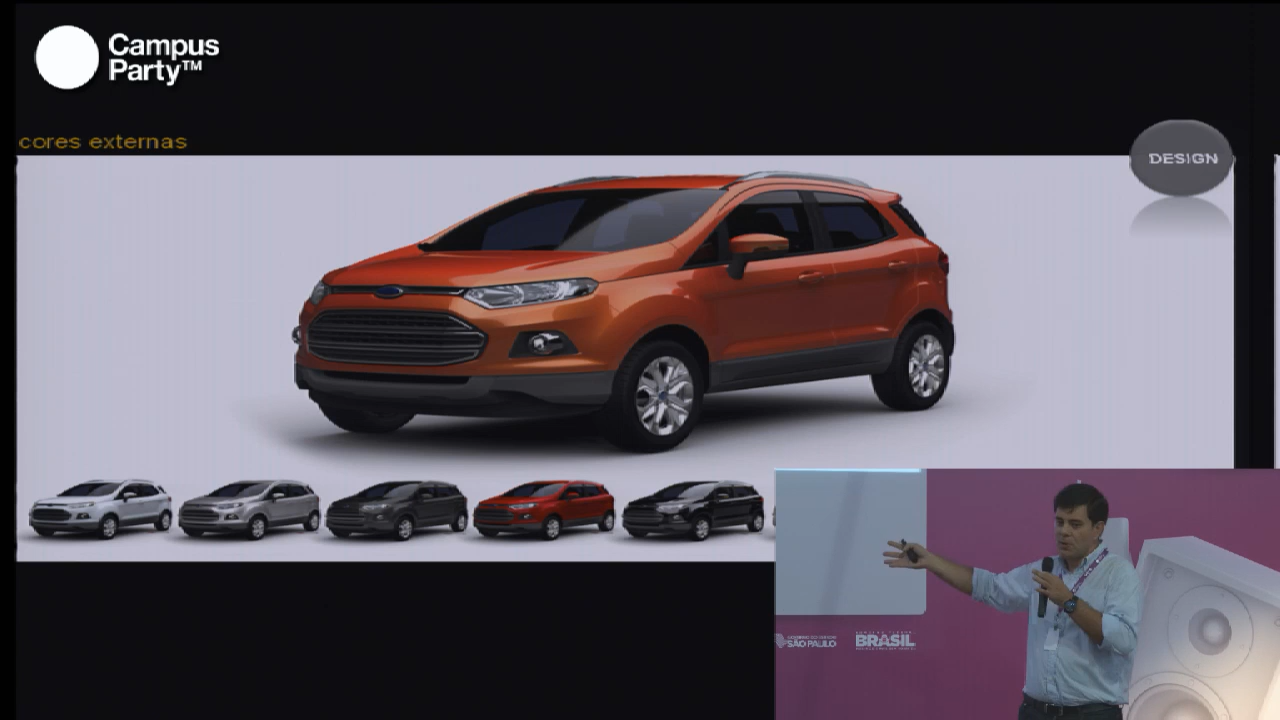 Campus
Party™
cores externas
DESIGN
SÃO PAULO
BRASIL